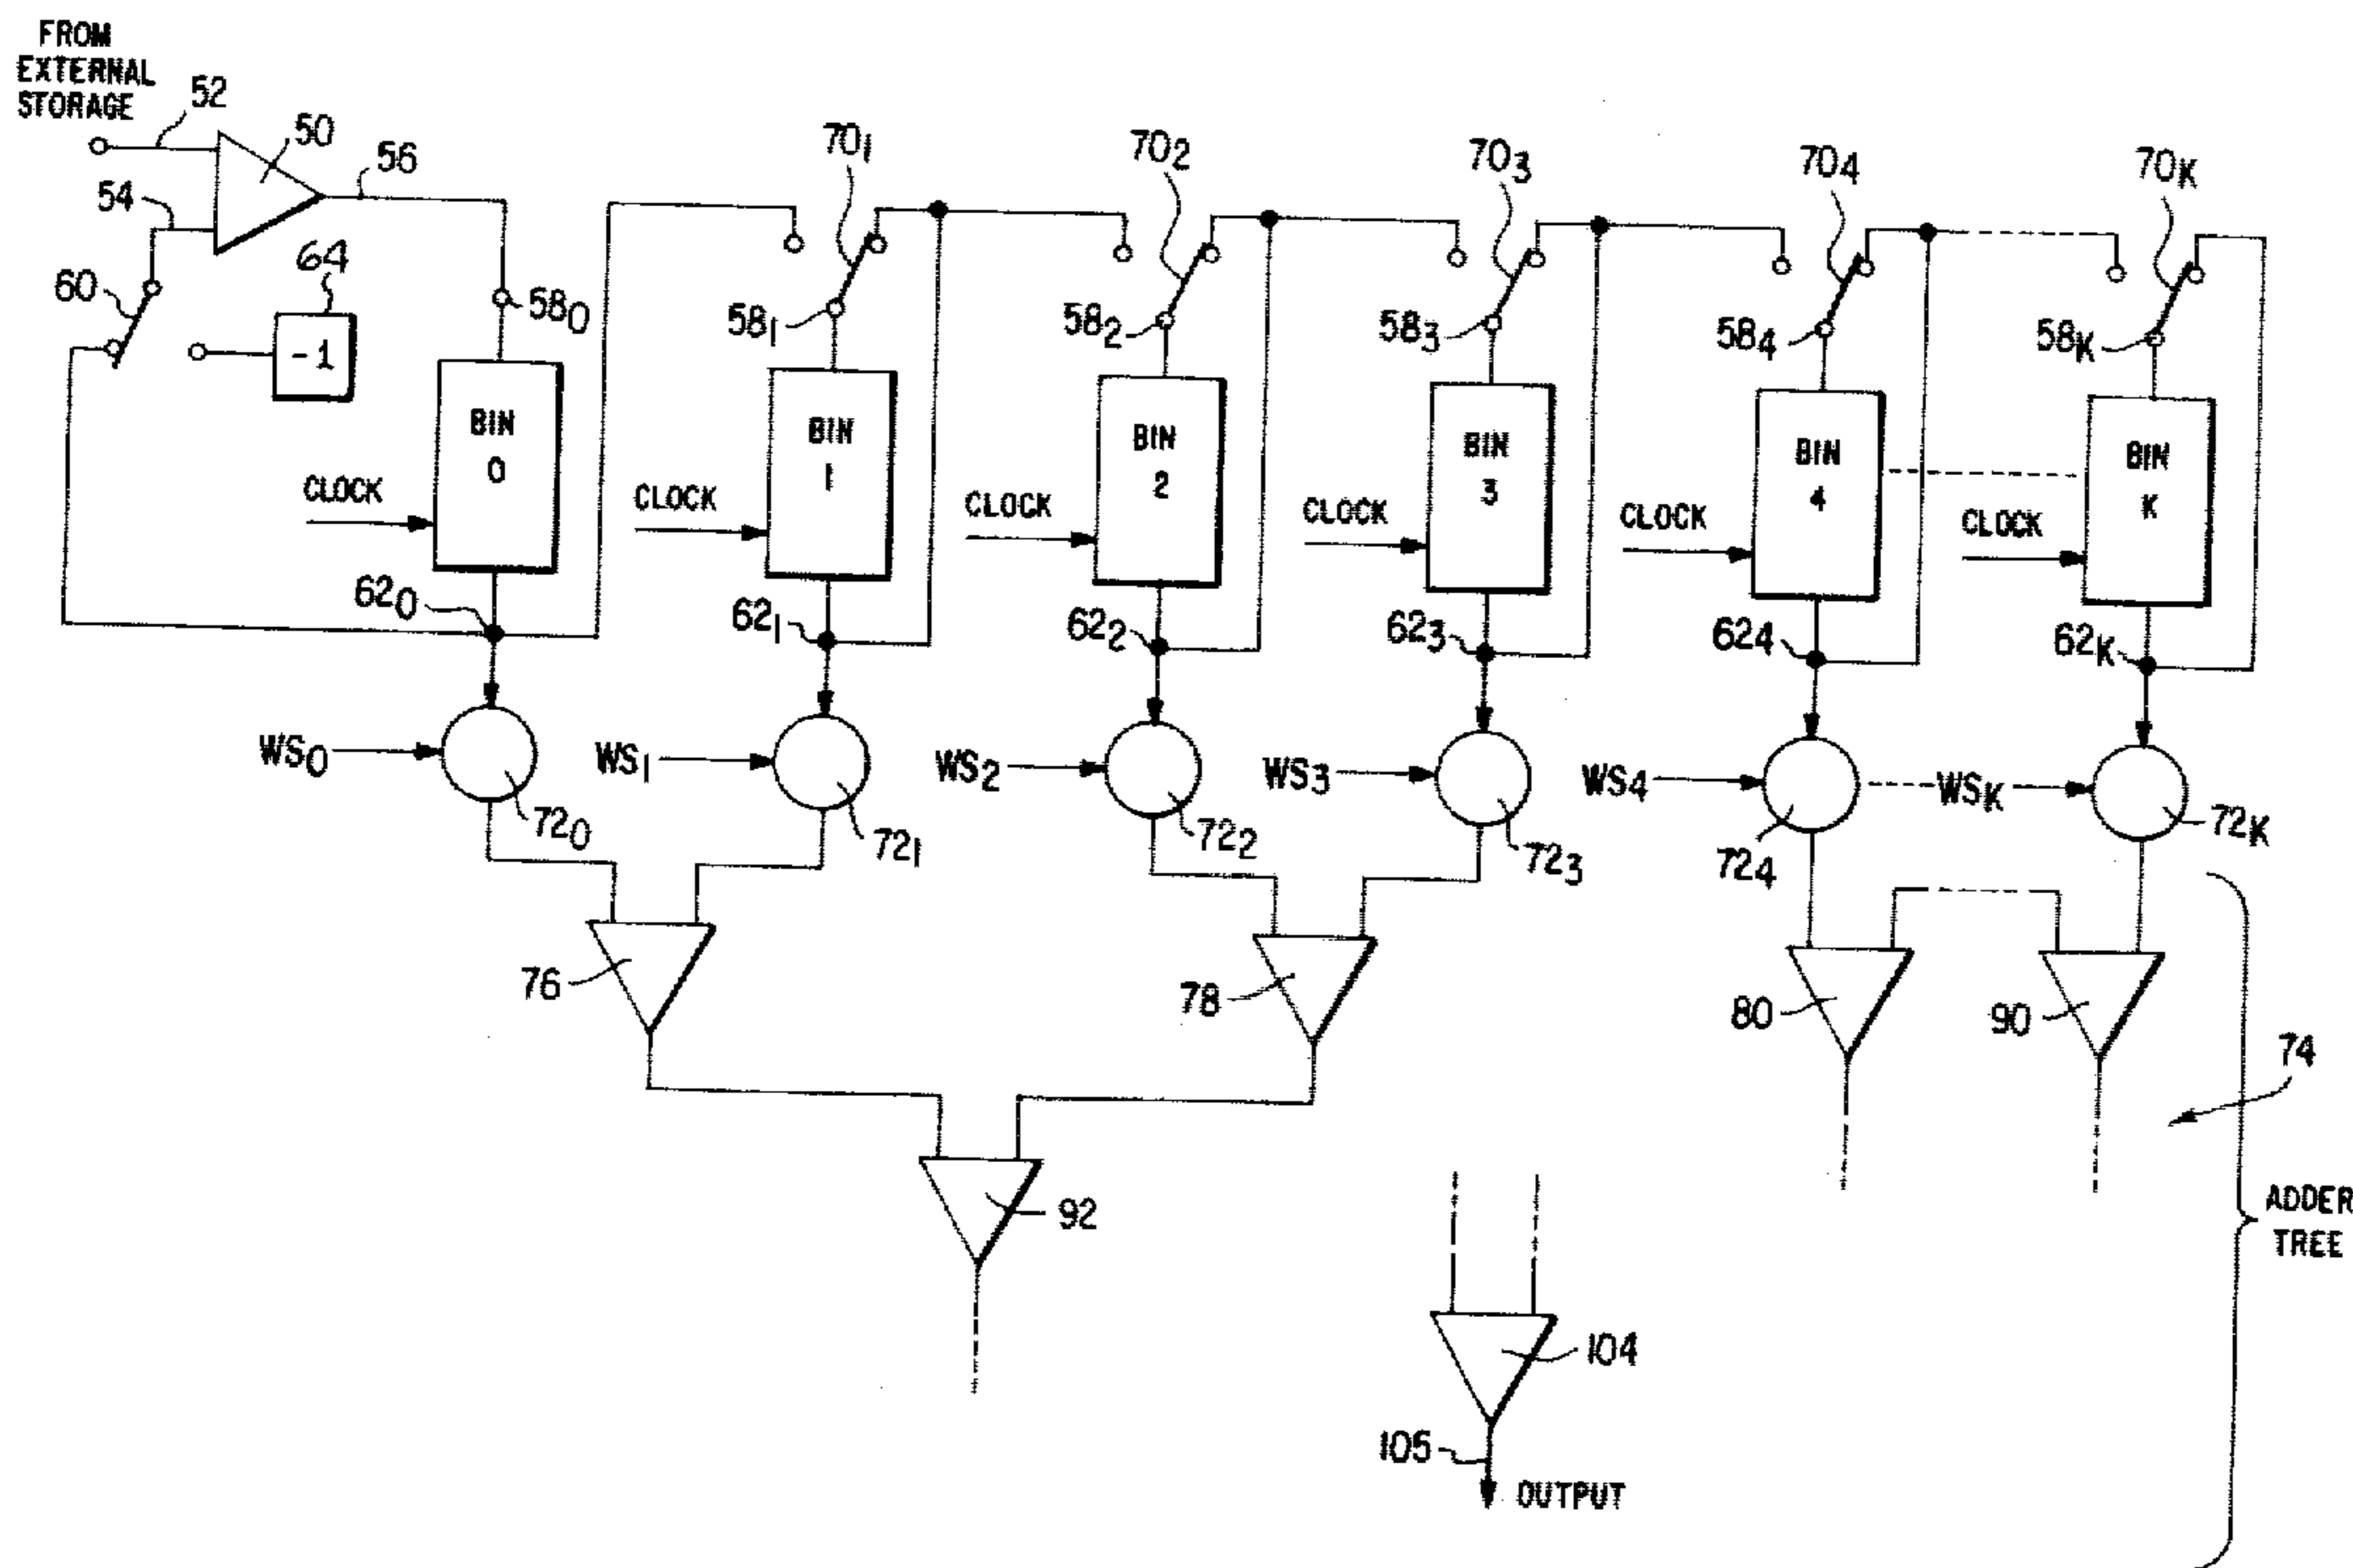 FROM
EXTERNAL
STORAGE
52
50
56
54
60
64
-1
58₀
70₁
70₂
70₃
70₄
70K
58₁
58₂
58₃
58₄
58K
BIN
0
BIN
1
BIN
2
BIN
3
BIN
4
BIN
K
CLOCK
CLOCK
CLOCK
CLOCK
CLOCK
CLOCK
62₀
62₁
62₂
62₃
62₄
62K
WS₀
WS₁
WS₂
WS₃
WS₄
WSK
72₀
72₁
72₂
72₃
72₄
72K
76
78
80
90
74
92
ADDER
TREE
104
105
OUTPUT